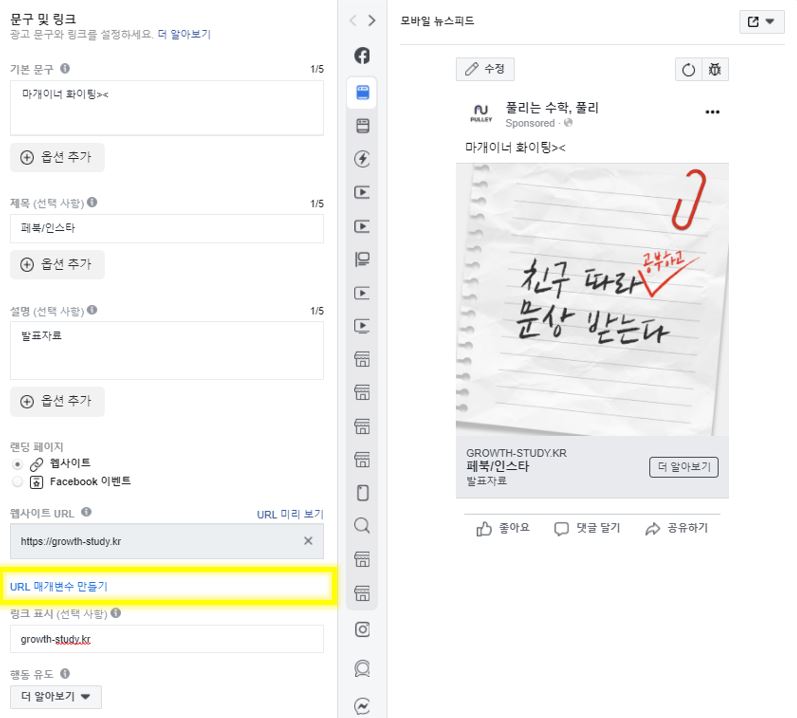 문구 및 링크
광고 문구와 링크를 설정하세요. 더 알아보기
기본 문구
1/5
마개이너 화이팅><
옵션 추가
제목 (선택 사항)
1/5
페북/인스타
옵션 추가
설명 (선택 사항)
1/5
발표자료
옵션 추가
랜딩 페이지
웹사이트
Facebook 이벤트
웹사이트 URL
URL 미리 보기
https://growth-study.kr
URL 매개변수 만들기
링크 표시 (선택 사항)
growth-study.kr
행동 유도
더 알아보기
모바일 뉴스피드
수정
PULLEY
풀리는 수학, 풀리
Sponsored ·
마개이너 화이팅><
공부하고
친구 따라
문상 받는다
GROWTH-STUDY.KR
페북/인스타
발표자료
더 알아보기
좋아요
댓글 달기
공유하기